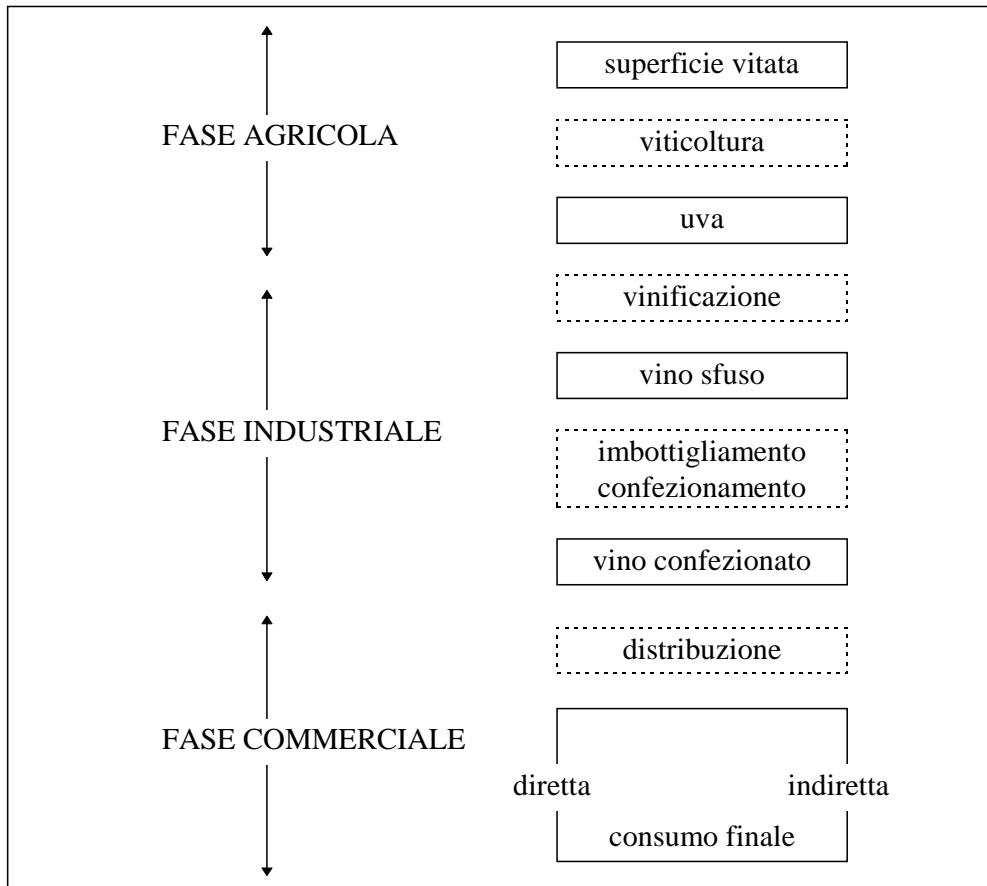 superficie vitata
FASE AGRICOLA
viticoltura
uva
vinificazione
vino sfuso
FASE INDUSTRIALE
imbottigliamento
confezionamento
vino confezionato
distribuzione
FASE COMMERCIALE
diretta
indiretta
consumo finale